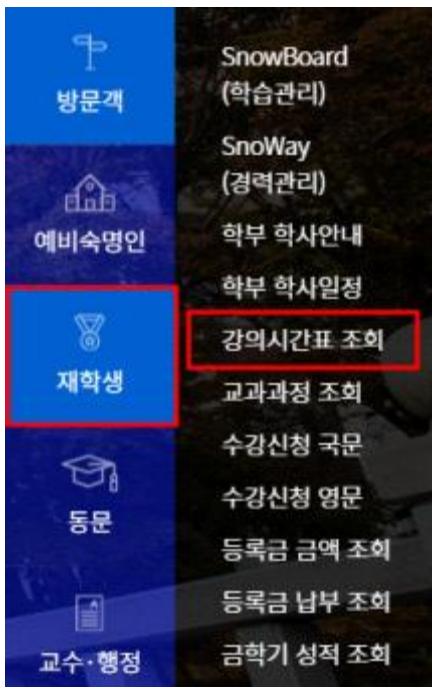 방문객
예비숙명인
재학생
동문
교수·행정
SnowBoard
(학습관리)
SnoWay
(경력관리)
학부 학사안내
학부 학사일정
강의시간표 조회
교과과정 조회
수강신청 국문
수강신청 영문
등록금 금액 조회
등록금 납부 조회
금학기 성적 조회